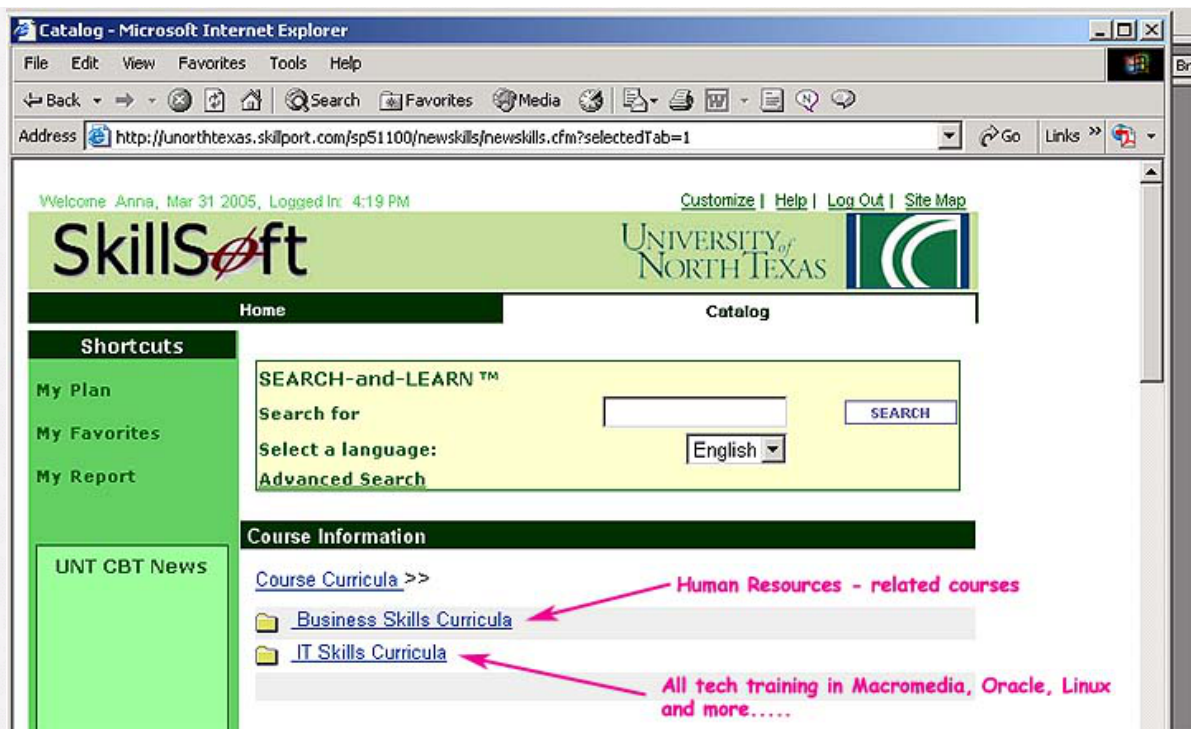 Catalog - Microsoft Internet Explorer
File Edit View Favorites Tools Help
Br
Back Search Favorites Media
Address http://unorthtexas.skillport.com/sp51100/newskills/newskills.cfm?selectedTab=1 Go Links »
Welcome Anna, Mar 31 2005, Logged In: 4:19 PM Customize | Help | Log Out | Site Map
SkillSoft
UNIVERSITY of
NORTH TEXAS
Home Catalog
Shortcuts
My Plan
My Favorites
My Report
SEARCH-and-LEARN ™
Search for SEARCH
Select a language: English
Advanced Search
Course Information
UNT CBT News
Course Curricula >>
Human Resources - related courses
Business Skills Curricula
IT Skills Curricula
All tech training in Macromedia, Oracle, Linux
and more.....